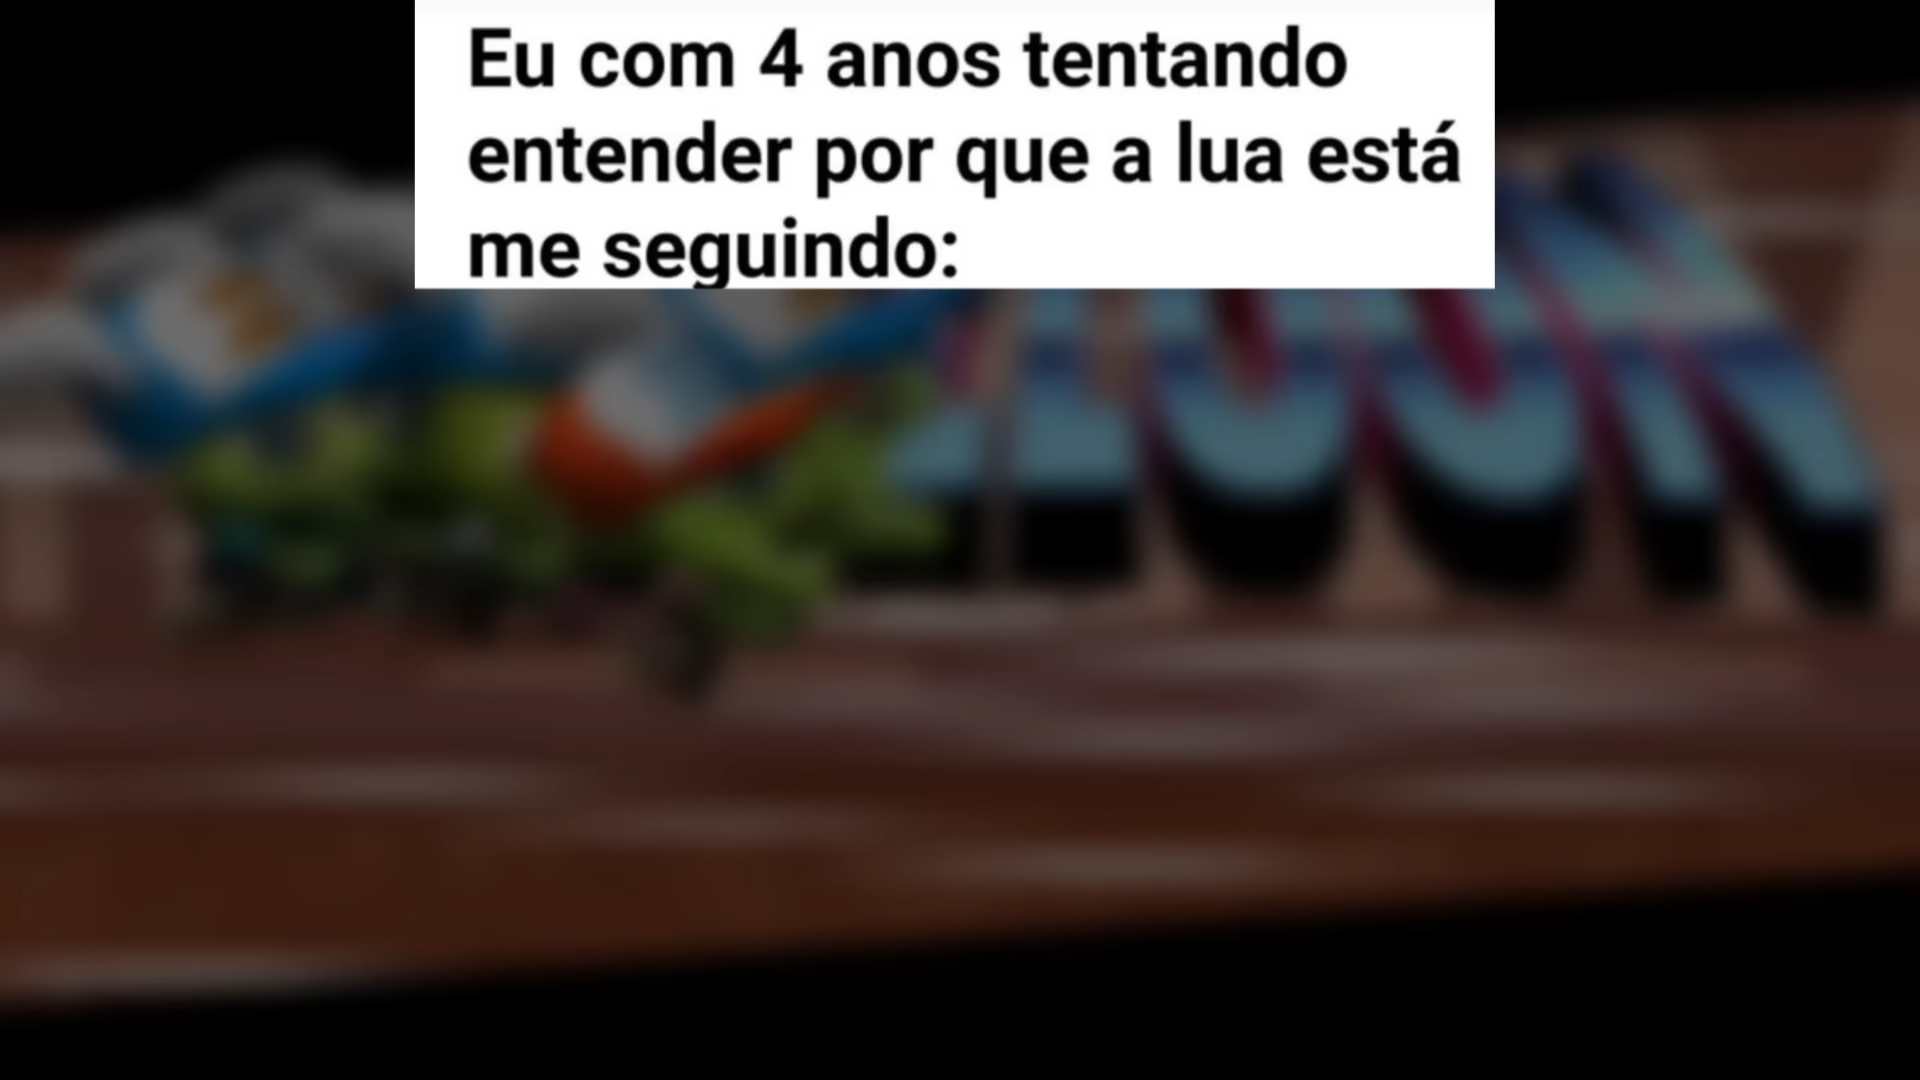 Eu com 4 anos tentando
entender por que a lua está
me seguindo: